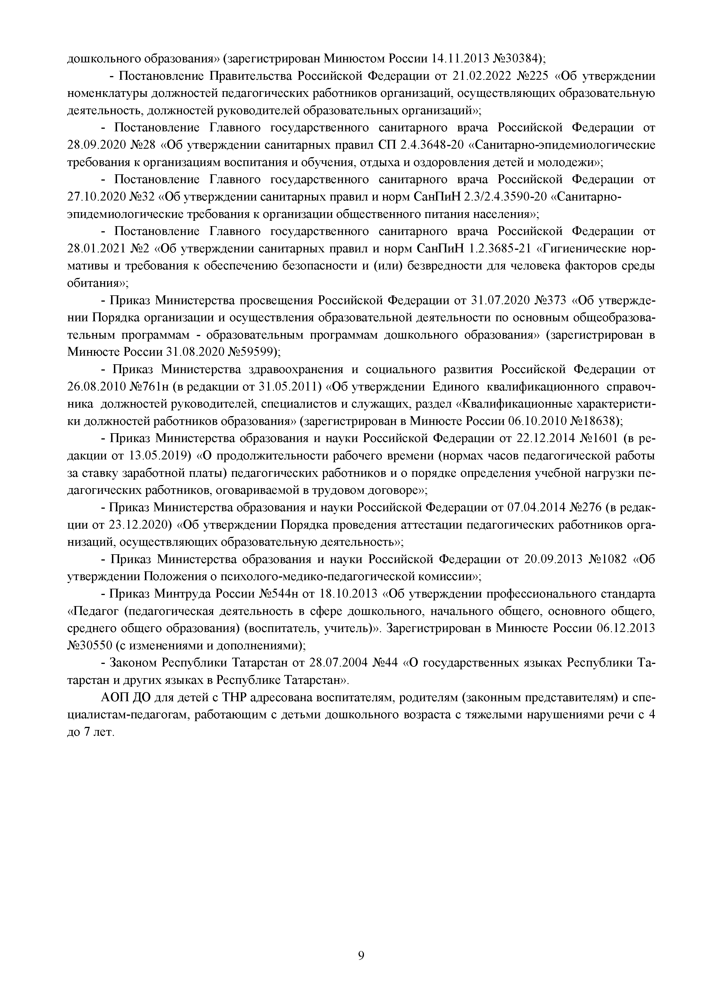 дошкольного образования» (зарегистрирован Минюстом России 14.11.2013 №30384);
- Постановление Правительства Российской Федерации от 21.02.2022 №225 «Об утверждении
номенклатуры должностей педагогических работников организаций, осуществляющих образовательную
деятельность, должностей руководителей образовательных организаций»;
- Постановление Главного государственного санитарного врача Российской Федерации от
28.09.2020 №28 «Об утверждении санитарных правил СП 2.4.3648-20 «Санитарно-эпидемиологические
требования к организациям воспитания и обучения, отдыха и оздоровления детей и молодежи»;
- Постановление Главного государственного санитарного врача Российской Федерации от
27.10.2020 №32 «Об утверждении санитарных правил и норм СанПиН 2.3/2.4.3590-20 «Санитарно-
эпидемиологические требования к организации общественного питания населения»;
- Постановление Главного государственного санитарного врача Российской Федерации от
28.01.2021 №2 «Об утверждении санитарных правил и норм СанПиН 1.2.3685-21 «Гигиенические нор-
мативы и требования к обеспечению безопасности и (или) безвредности для человека факторов среды
обитания»;
- Приказ Министерства просвещения Российской Федерации от 31.07.2020 №373 «Об утвержде-
нии Порядка организации и осуществления образовательной деятельности по основным общеобразова-
тельным программам - образовательным программам дошкольного образования» (зарегистрирован в
Минюсте России 31.08.2020 №59599);
- Приказ Министерства здравоохранения и социального развития Российской Федерации от
26.08.2010 №761н (в редакции от 31.05.2011) «Об утверждении Единого квалификационного справоч-
ника должностей руководителей, специалистов и служащих, раздел «Квалификационные характеристи-
ки должностей работников образования» (зарегистрирован в Минюсте России 06.10.2010 №18638);
- Приказ Министерства образования и науки Российской Федерации от 22.12.2014 №1601 (в ре-
дакции от 13.05.2019) «О продолжительности рабочего времени (нормах часов педагогической работы
за ставку заработной платы) педагогических работников и о порядке определения учебной нагрузки пе-
дагогических работников, оговариваемой в трудовом договоре»;
- Приказ Министерства образования и науки Российской Федерации от 07.04.2014 №276 (в редак-
ции от 23.12.2020) «Об утверждении Порядка проведения аттестации педагогических работников орга-
низаций, осуществляющих образовательную деятельность»;
- Приказ Министерства образования и науки Российской Федерации от 20.09.2013 №1082 «Об
утверждении Положения о психолого-медико-педагогической комиссии»;
- Приказ Минтруда России №544н от 18.10.2013 «Об утверждении профессионального стандарта
«Педагог (педагогическая деятельность в сфере дошкольного, начального общего, основного общего,
среднего общего образования) (воспитатель, учитель)». Зарегистрирован в Минюсте России 06.12.2013
№30550 (с изменениями и дополнениями);
- Законом Республики Татарстан от 28.07.2004 №44 «О государственных языках Республики Та-
тарстан и других языках в Республике Татарстан».
АОП ДО для детей с ТНР адресована воспитателям, родителям (законным представителям) и спе-
циалистам-педагогам, работающим с детьми дошкольного возраста с тяжелыми нарушениями речи с 4
до 7 лет.
9